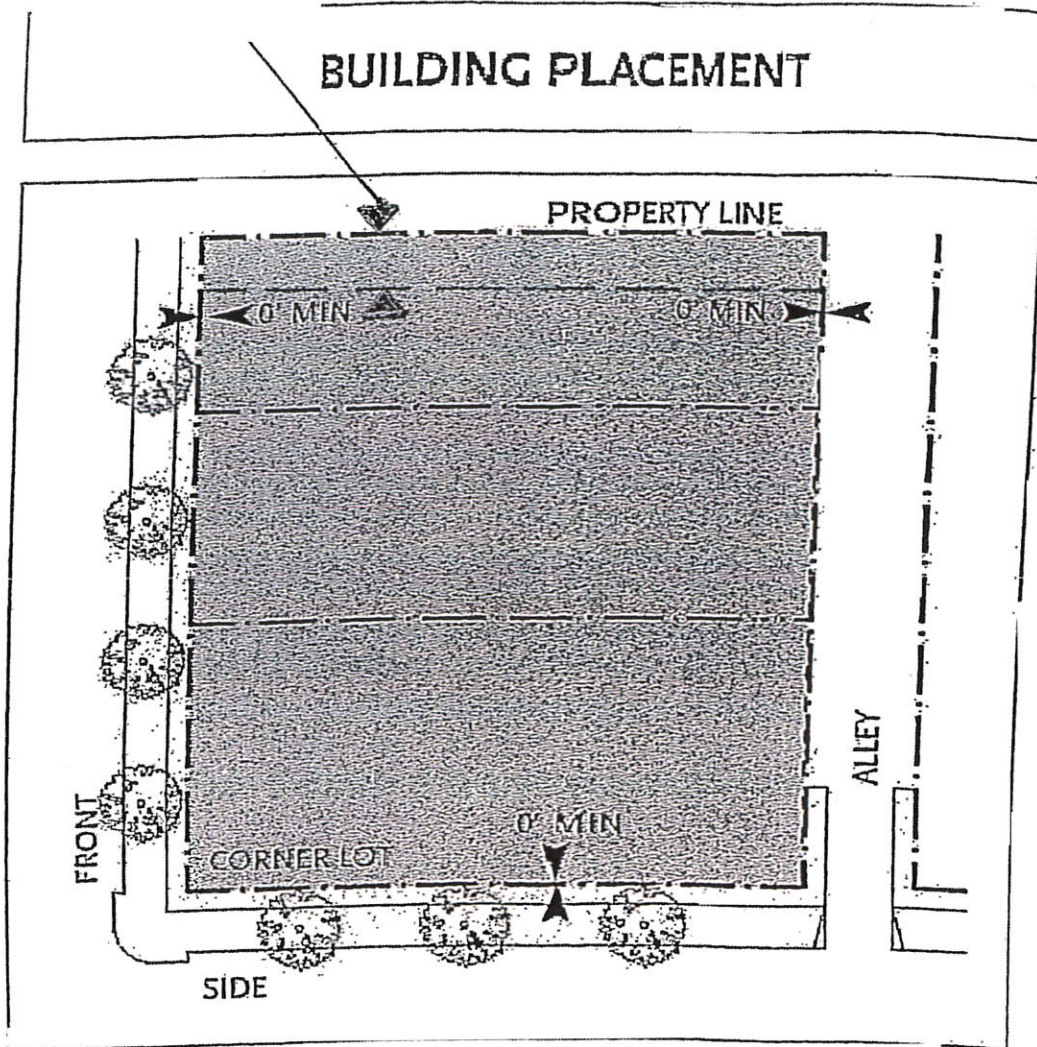 BUILDING PLACEMENT
PROPERTY LINE
0' MIN
0' MIN
ALLEY
FRONT
0' MIN
CORNER LOT
SIDE